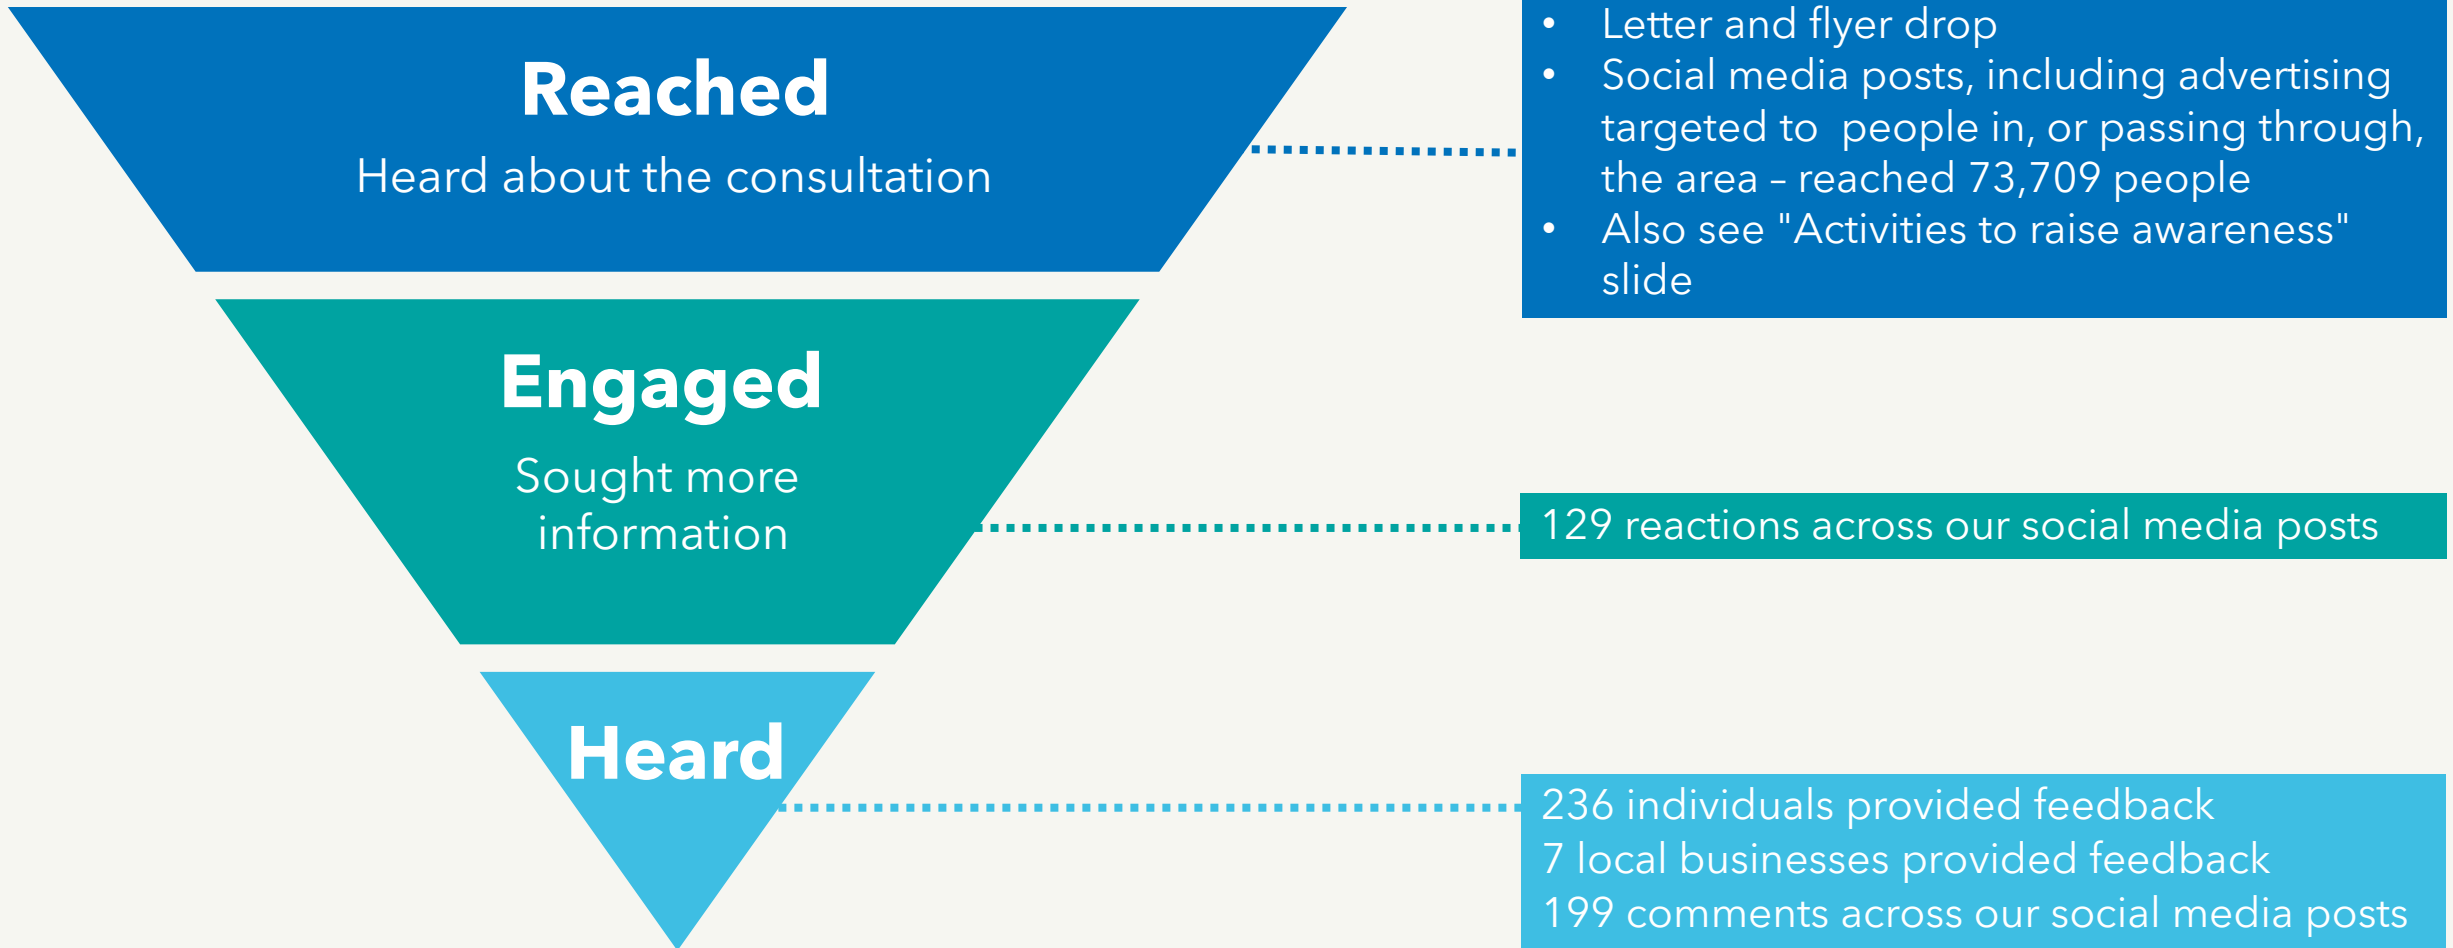 Reached
Heard about the consultation
• Letter and flyer drop
• Social media posts, including advertising
targeted to  people in, or passing through,
the area – reached 73,709 people
• Also see "Activities to raise awareness"
slide
Engaged
Sought more
information
129 reactions across our social media posts
Heard
236 individuals provided feedback
7 local businesses provided feedback
199 comments across our social media posts